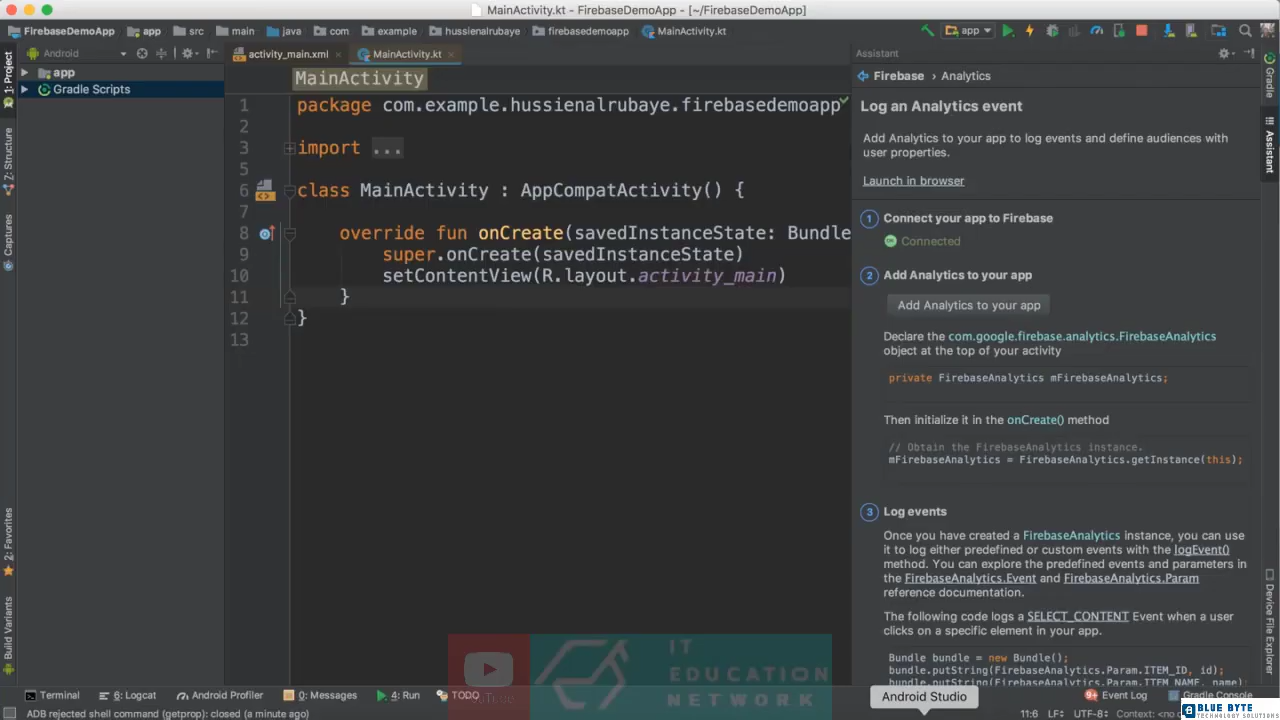 MainActivity.kt - FirebaseDemoApp - [~/FirebaseDemoApp]
FirebaseDemoApp app src main java com example hussienalrubaye firebasedemoapp MainActivity.kt app
Android activity_main.xml MainActivity.kt
1: Project
Z: Structure
Captures
2: Favorites
Build Variants
app
Gradle Scripts
MainActivity
1 package com.example.hussienalrubaye.firebasedemoapp
2
3 import ...
5
6 class MainActivity : AppCompatActivity() {
7
8 override fun onCreate(savedInstanceState: Bundle
9 super.onCreate(savedInstanceState)
10 setContentView(R.layout.activity_main)
11 }
12 }
13
Assistant
Firebase › Analytics
Log an Analytics event
Add Analytics to your app to log events and define audiences with
user properties.
Launch in browser
1 Connect your app to Firebase
Connected
2 Add Analytics to your app
Add Analytics to your app
Declare the com.google.firebase.analytics.FirebaseAnalytics
object at the top of your activity
private FirebaseAnalytics mFirebaseAnalytics;
Then initialize it in the onCreate() method
// Obtain the FirebaseAnalytics instance.
mFirebaseAnalytics = FirebaseAnalytics.getInstance(this);
3 Log events
Once you have created a FirebaseAnalytics instance, you can use
it to log either predefined or custom events with the logEvent()
method. You can explore the predefined events and parameters in
the FirebaseAnalytics.Event and FirebaseAnalytics.Param
reference documentation.
The following code logs a SELECT_CONTENT Event when a user
clicks on a specific element in your app.
Bundle bundle = new Bundle();
bundle.putString(FirebaseAnalytics.Param.ITEM_ID, id);
bundle.putString(FirebaseAnalytics.Param.ITEM_NAME, name);
Gradle
Assistant
Device File Explorer
IT
EDUCATION
NETWORK
Android Studio
Terminal 6: Logcat Android Profiler 0: Messages 4: Run TODO Event Log Gradle Console
ADB rejected shell command (getprop): closed (a minute ago) 11:6 LF÷ UTF-8÷ Context: <no
BLUE BYTE
TECHNOLOGY SOLUTIONS